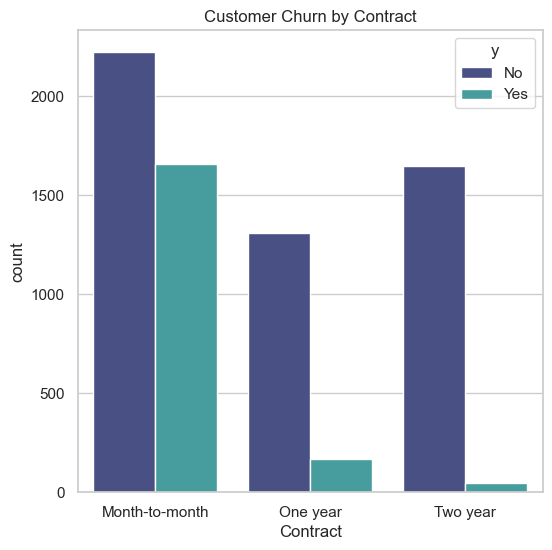 Customer Churn by Contract
y
No
Yes
2000
1500
1000
500
0
count
Month-to-month
One year
Two year
Contract